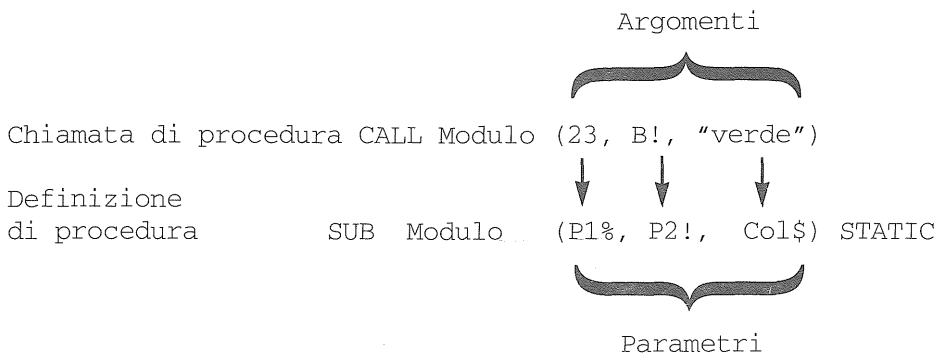 Argomenti
Chiamata di procedura CALL Modulo (23, B!, "verde")
Definizione
di procedura SUB Modulo (P1%, P2!, Col$) STATIC
Parametri